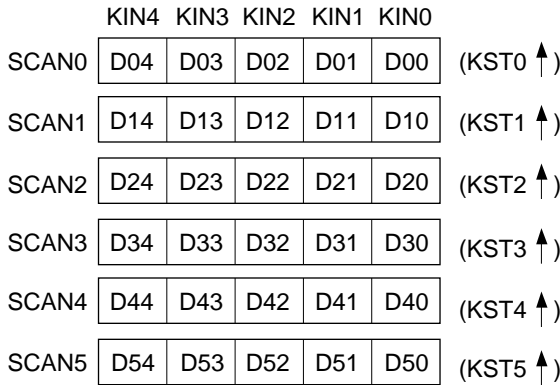 KIN4 KIN3 KIN2 KIN1 KIN0
SCAN0 D04 D03 D02 D01 D00 (KST0 ↑)
SCAN1 D14 D13 D12 D11 D10 (KST1 ↑)
SCAN2 D24 D23 D22 D21 D20 (KST2 ↑)
SCAN3 D34 D33 D32 D31 D30 (KST3 ↑)
SCAN4 D44 D43 D42 D41 D40 (KST4 ↑)
SCAN5 D54 D53 D52 D51 D50 (KST5 ↑)